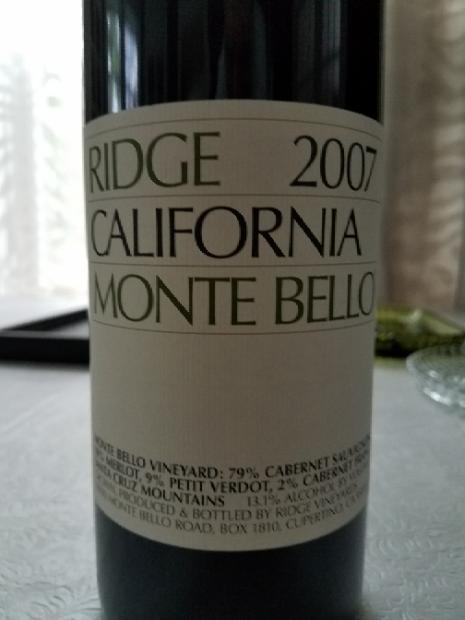 RIDGE 2007
CALIFORNIA
MONTE BELLO
MONTE BELLO VINEYARD: 79% CABERNET SAUVIGNON
MERLOT, 9% PETIT VERDOT, 2% CABERNET FRANC
SANTA CRUZ MOUNTAINS 13.1% ALCOHOL BY
PRODUCED & BOTTLED BY RIDGE VINEYARDS
MONTE BELLO ROAD, BOX 1810, CUPERTINO,